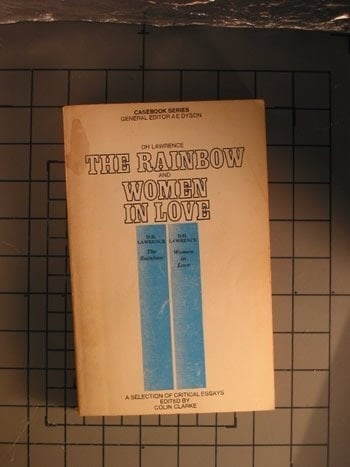 CASEBOOK SERIES
GENERAL EDITOR A E DYSON
DH LAWRENCE
THE RAINBOW
AND
WOMEN
IN LOVE
D.H.
LAWRENCE
The
Rainbow
D.H.
LAWRENCE
Women
in
Love
A SELECTION OF CRITICAL ESSAYS
EDITED BY
COLIN CLARKE